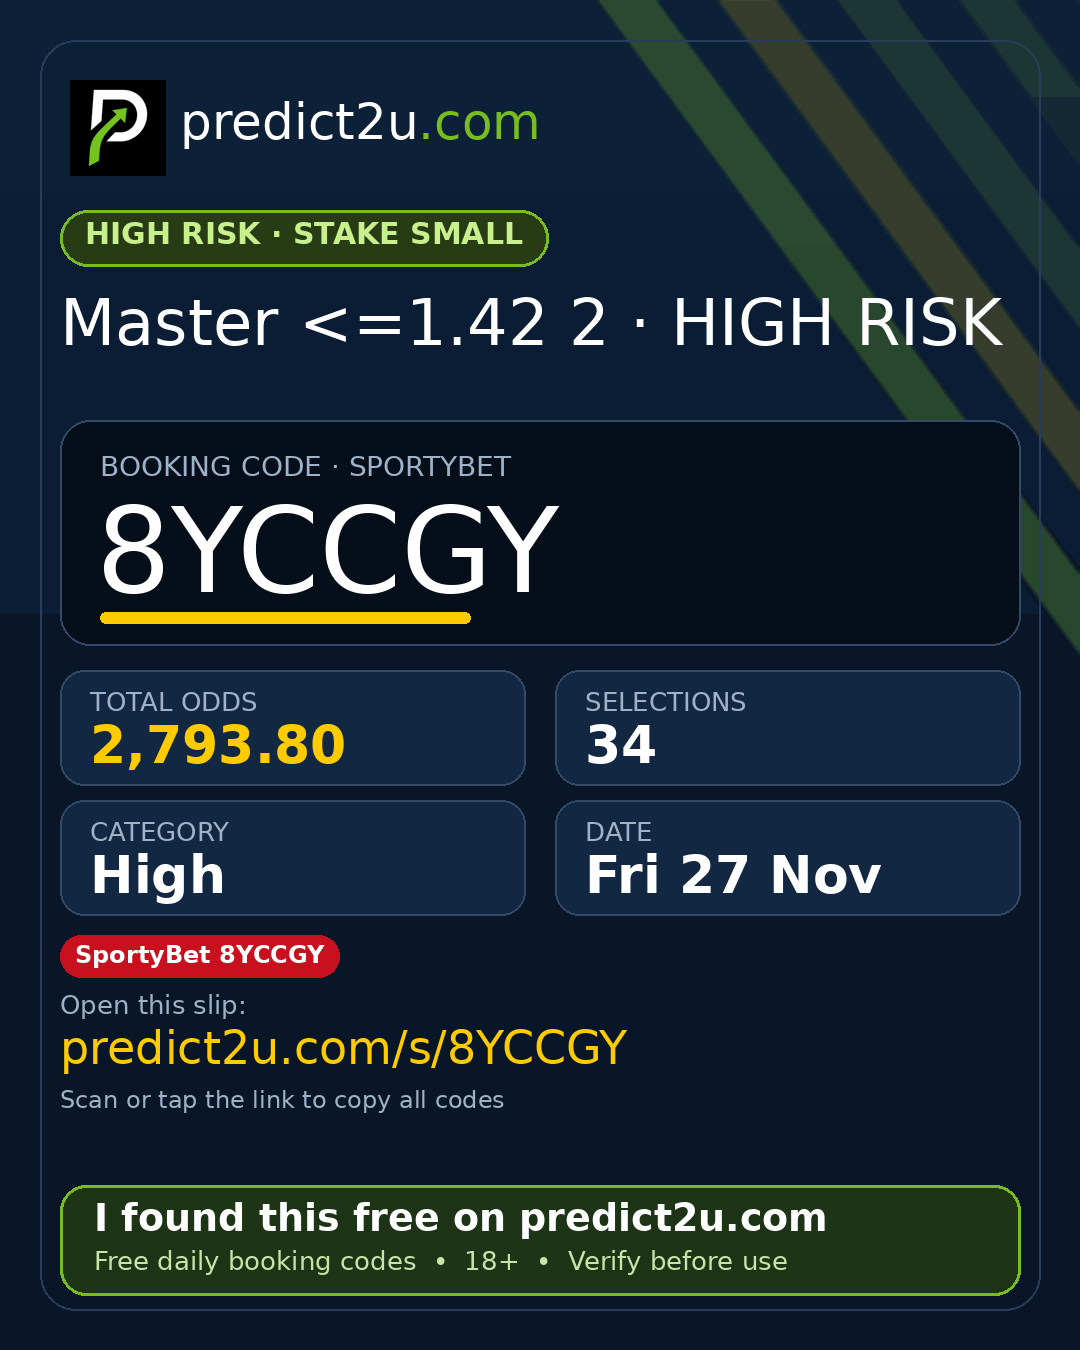 predict2u.com
HIGH RISK · STAKE SMALL
Master <=1.42 2 · HIGH RISK
BOOKING CODE · SPORTYBET
8YCCGY
TOTAL ODDS
2,793.80
SELECTIONS
34
CATEGORY
High
DATE
Fri 27 Nov
SportyBet 8YCCGY
Open this slip:
predict2u.com/s/8YCCGY
Scan or tap the link to copy all codes
I found this free on predict2u.com
Free daily booking codes • 18+ • Verify before use